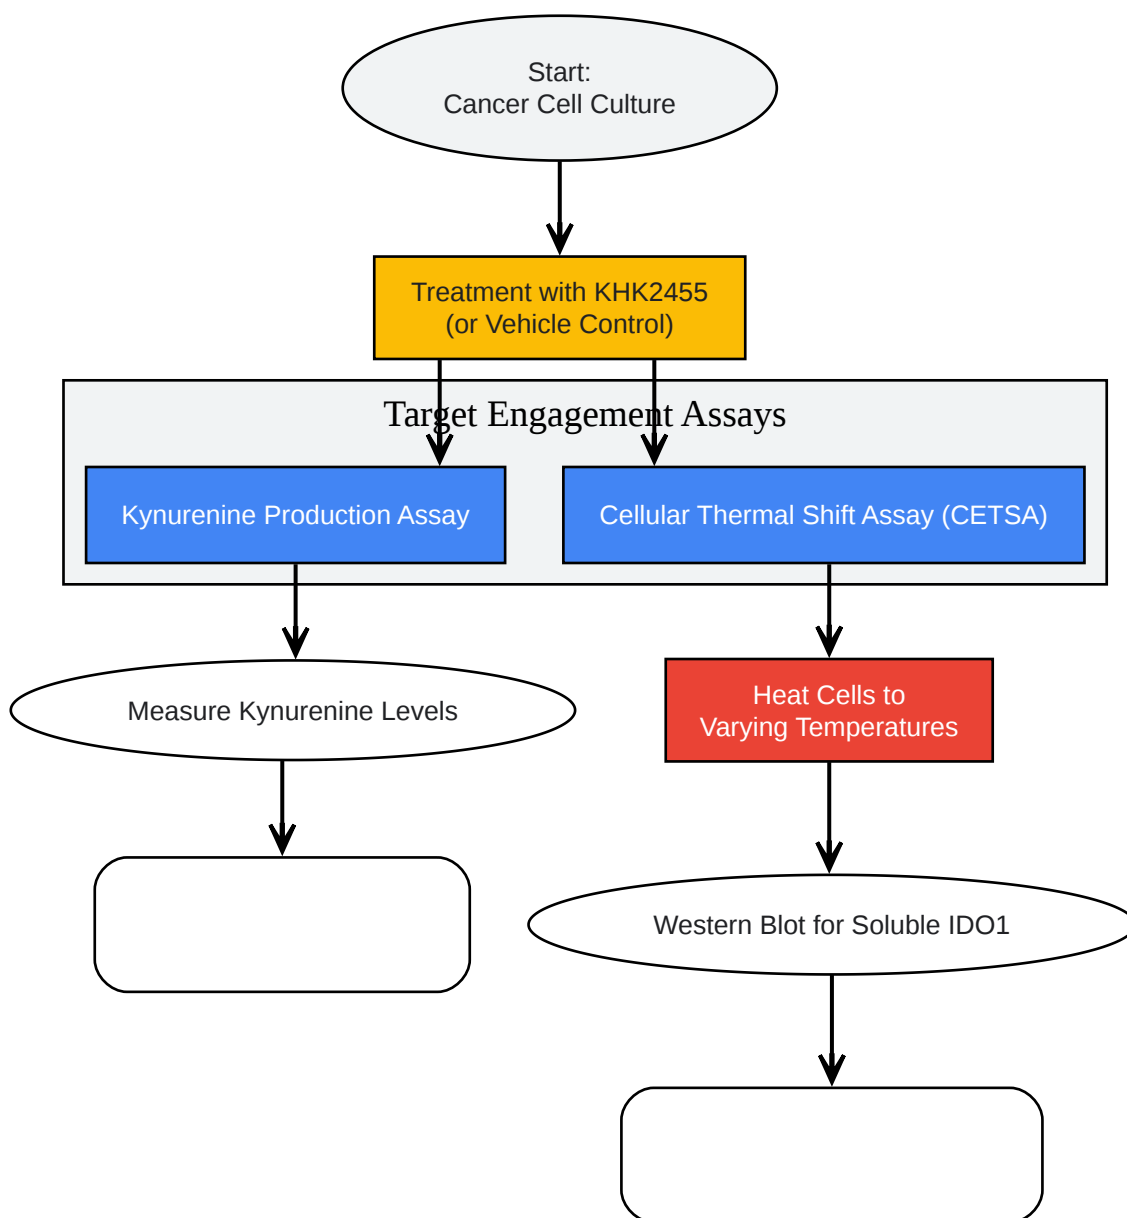 Start:
Cancer Cell Culture
Treatment with KHK2455
(or Vehicle Control)
Target Engagement Assays
Kynurenine Production Assay
Cellular Thermal Shift Assay (CETSA)
Measure Kynurenine Levels
Heat Cells to
Varying Temperatures
Western Blot for Soluble IDO1